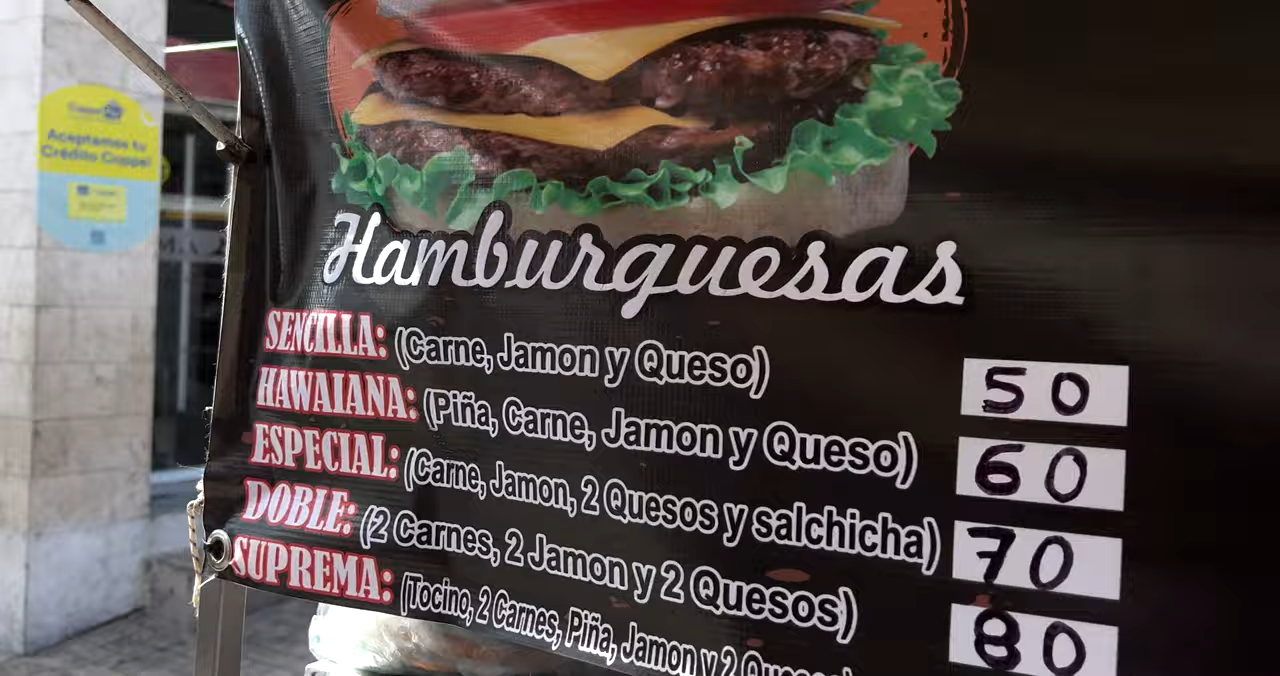 Aceptamos tu
Crédito Coppel
Hamburguesas
SENCILLA: (Carne, Jamon y Queso) 50
HAWAIANA: (Piña, Carne, Jamon y Queso) 60
ESPECIAL: (Carne, Jamon, 2 Quesos y salchicha) 70
DOBLE: (2 Carnes, 2 Jamon y 2 Quesos) 80
SUPREMA: (Tocino, 2 Carnes, Piña, Jamon y 2 Quesos)